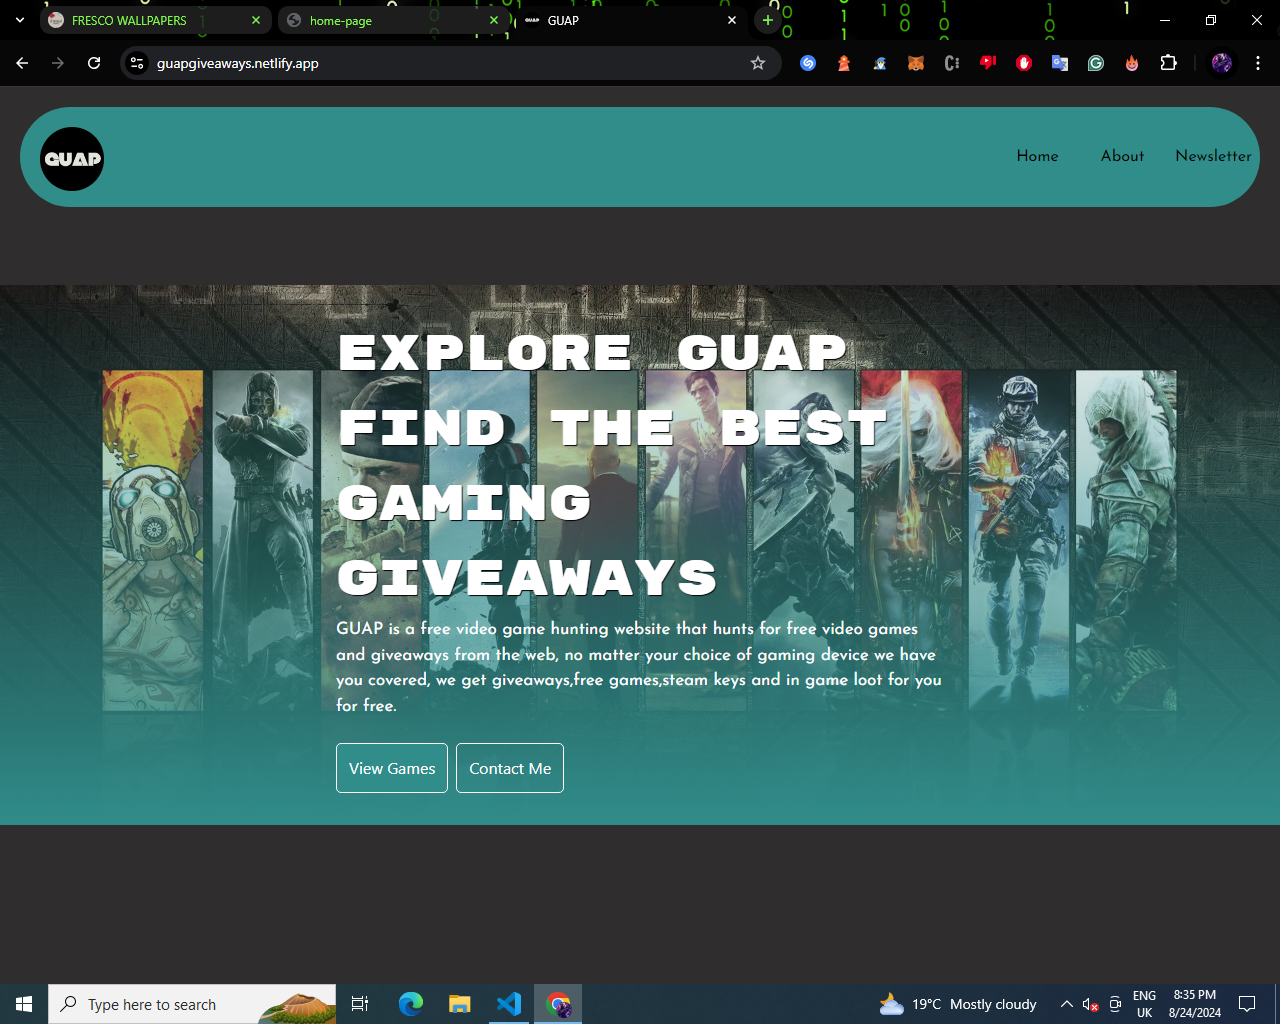 FRESCO WALLPAPERS
home-page
GUAP
guapgiveaways.netlify.app
GUAP
Home
About
Newsletter
EXPLORE GUAP
FIND THE BEST
GAMING
GIVEAWAYS
GUAP is a free video game hunting website that hunts for free video games
and giveaways from the web, no matter your choice of gaming device we have
you covered, we get giveaways,free games,steam keys and in game loot for you
for free.
View Games
Contact Me
Type here to search
19°C Mostly cloudy
ENG
UK
8:35 PM
8/24/2024